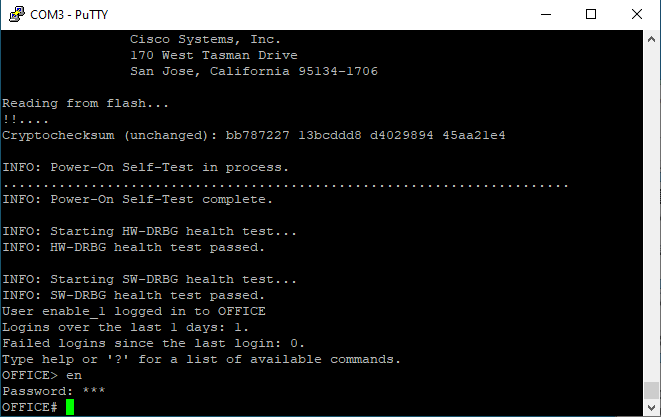 COM3 - PuTTY
Cisco Systems, Inc.
170 West Tasman Drive
San Jose, California 95134-1706
Reading from flash...
!!....
Cryptochecksum (unchanged): bb787227 13bcddd8 d4029894 45aa21e4
INFO: Power-On Self-Test in process.
.......................................................................
INFO: Power-On Self-Test complete.
INFO: Starting HW-DRBG health test...
INFO: HW-DRBG health test passed.
INFO: Starting SW-DRBG health test...
INFO: SW-DRBG health test passed.
User enable_1 logged in to OFFICE
Logins over the last 1 days: 1.
Failed logins since the last login: 0.
Type help or '?' for a list of available commands.
OFFICE> en
Password: ***
OFFICE#